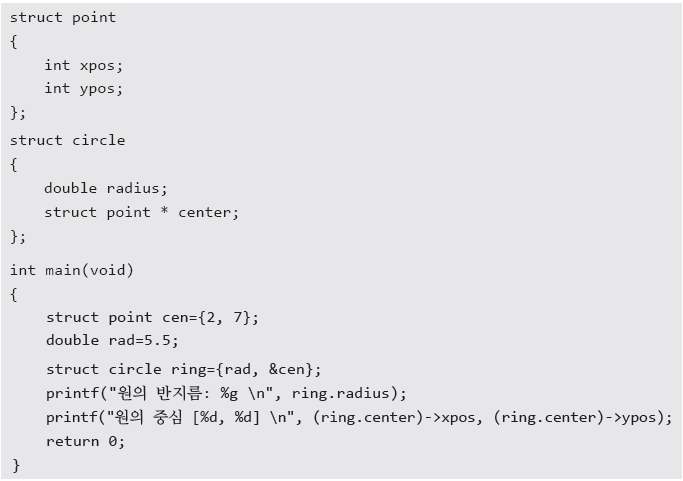 struct point
{
    int xpos;
    int ypos;
};
struct circle
{
    double radius;
    struct point * center;
};
int main(void)
{
    struct point cen={2, 7};
    double rad=5.5;
    struct circle ring={rad, &cen};
    printf("원의 반지름: %g \n", ring.radius);
    printf("원의 중심 [%d, %d] \n", (ring.center)->xpos, (ring.center)->ypos);
    return 0;
}